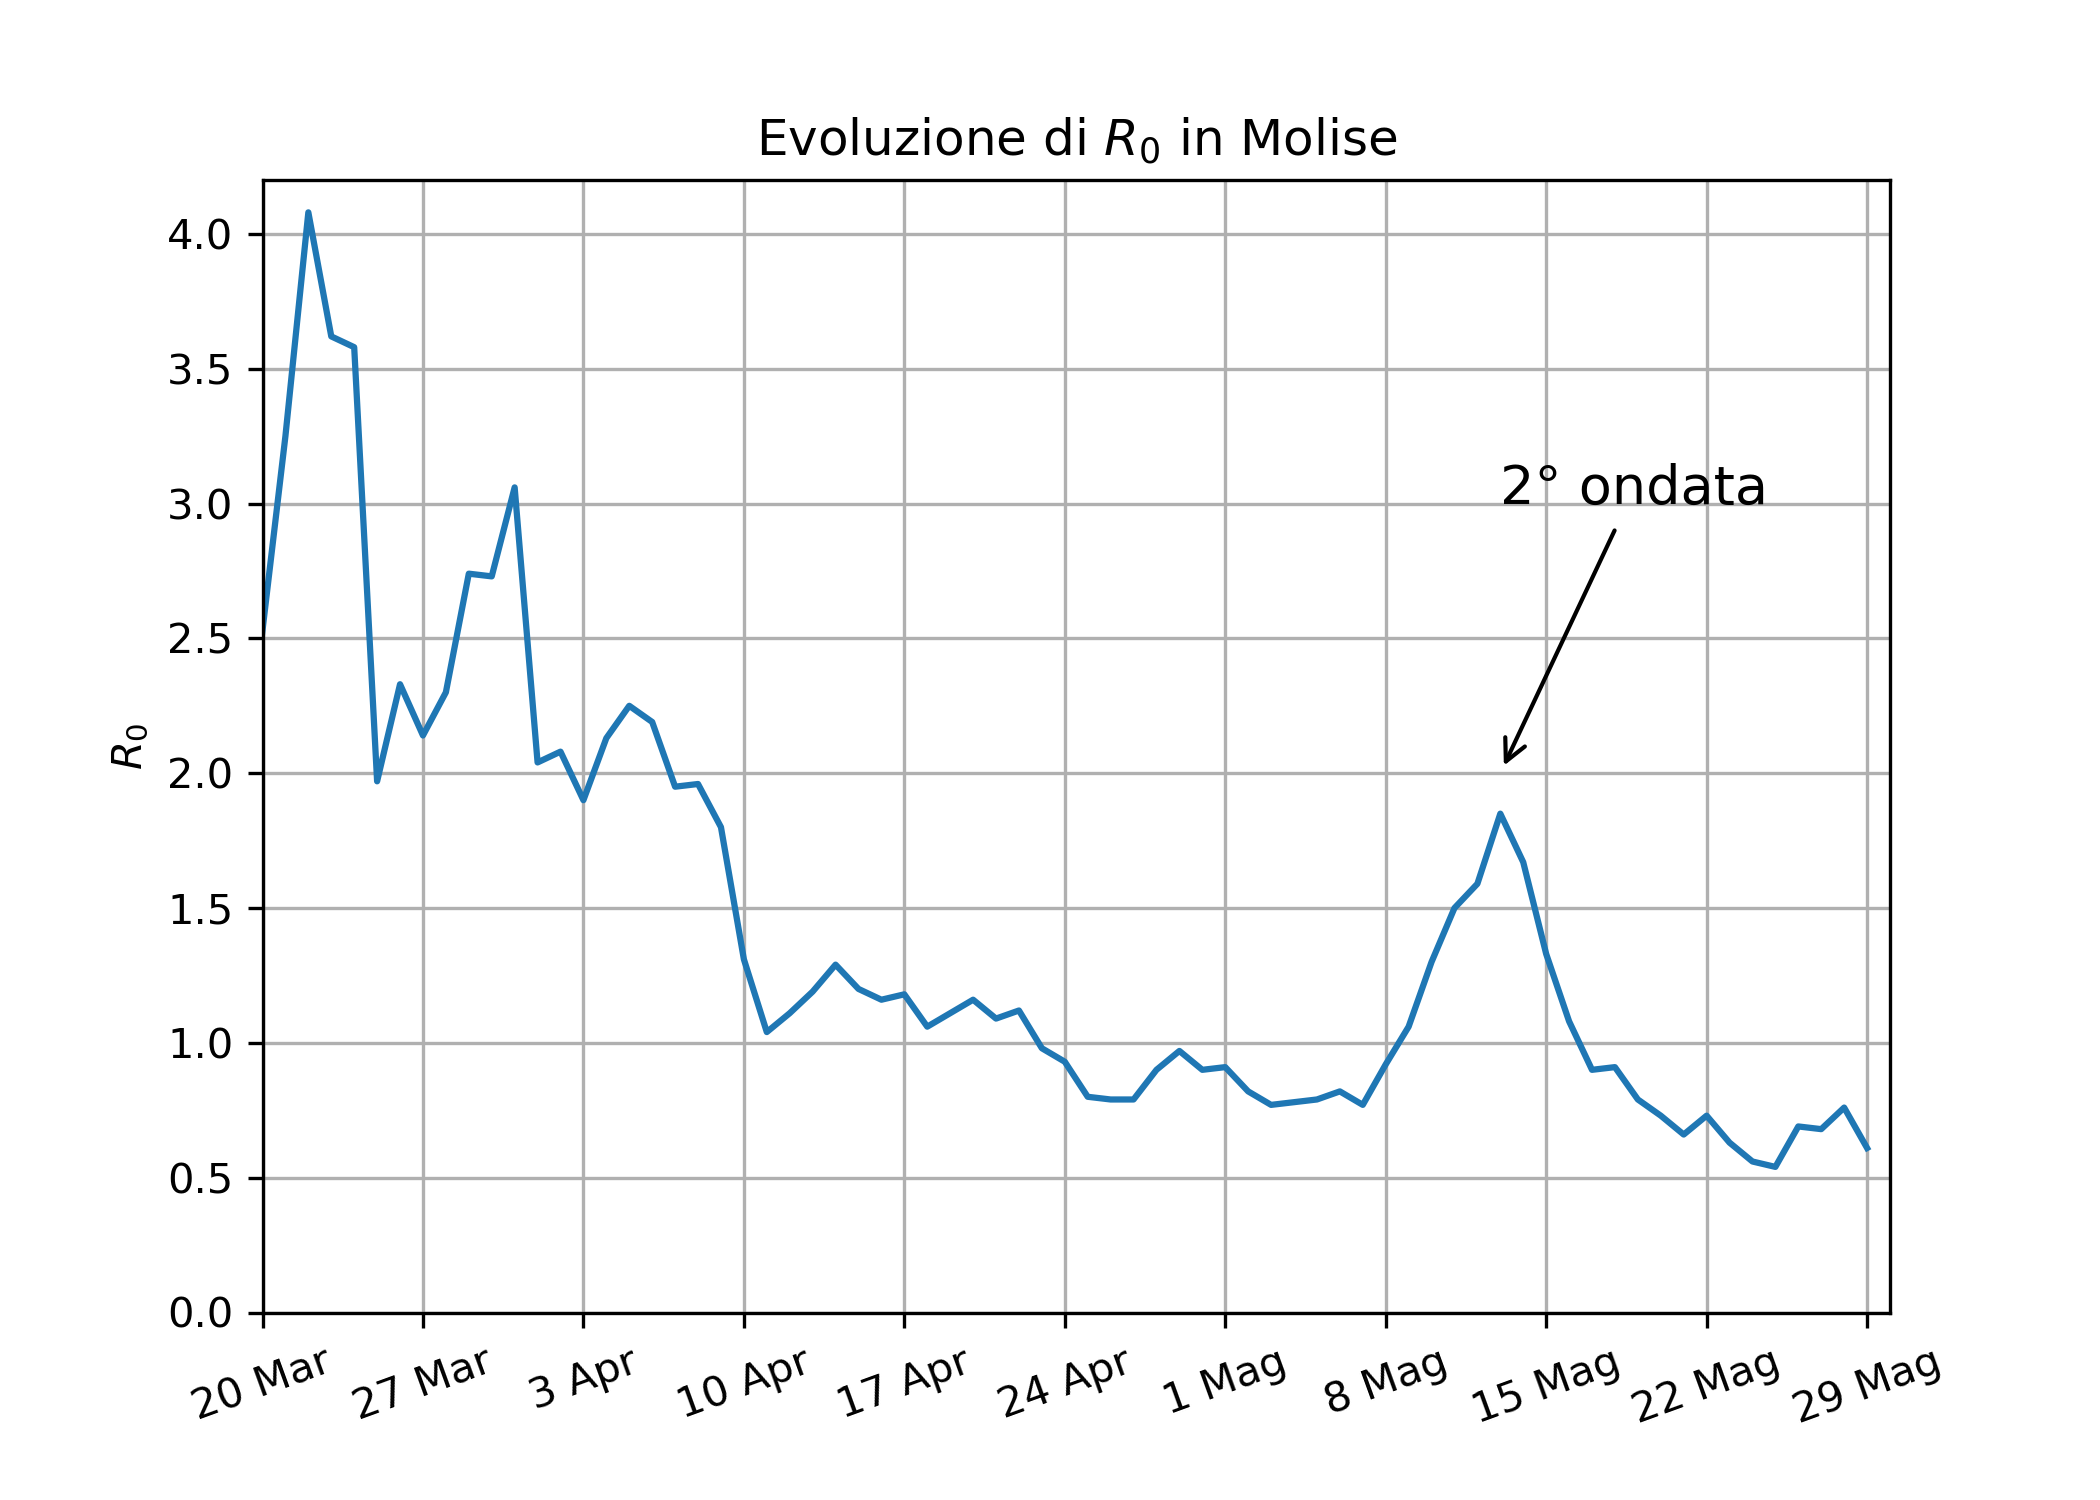 Evoluzione di R₀ in Molise
4.0
3.5
3.0
2.5
2.0
1.5
1.0
0.5
0.0
R₀
2° ondata
20 Mar
27 Mar
3 Apr
10 Apr
17 Apr
24 Apr
1 Mag
8 Mag
15 Mag
22 Mag
29 Mag